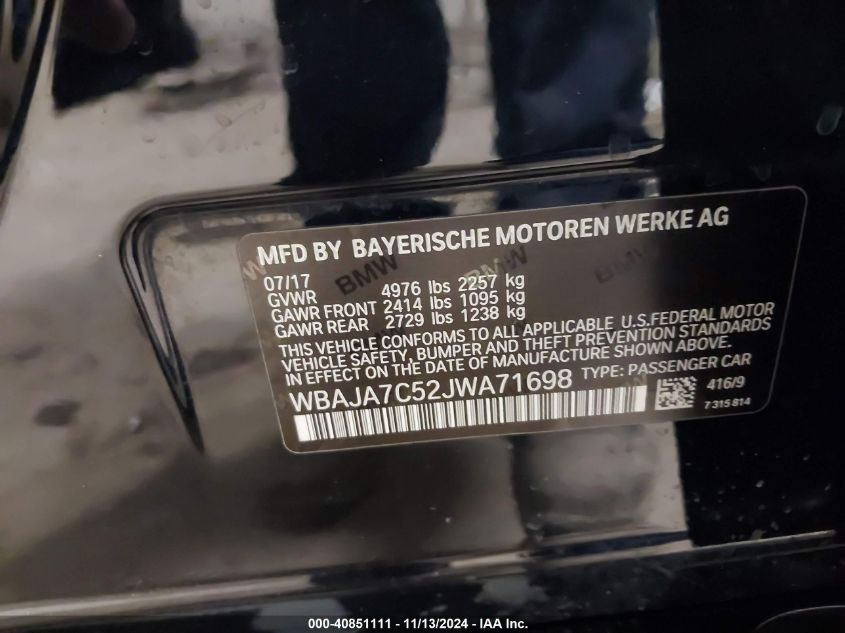 MFD BY BAYERISCHE MOTOREN WERKE AG
07/17
GVWR 4976 lbs 2257 kg
GAWR FRONT 2414 lbs 1095 kg
GAWR REAR 2729 lbs 1238 kg
THIS VEHICLE CONFORMS TO ALL APPLICABLE U.S.FEDERAL MOTOR
VEHICLE SAFETY, BUMPER AND THEFT PREVENTION STANDARDS
IN EFFECT ON THE DATE OF MANUFACTURE SHOWN ABOVE.
WBAJA7C52JWA71698 TYPE: PASSENGER CAR
416/9
7 315 814
BMW
BMW
BMW
000-40851111 - 11/13/2024 - IAA Inc.